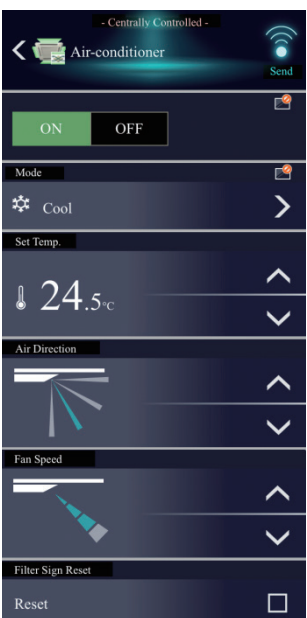 - Centrally Controlled -
Air-conditioner
Send
ON OFF
Mode
Cool
Set Temp.
24.5°C
Air Direction
Fan Speed
Filter Sign Reset
Reset